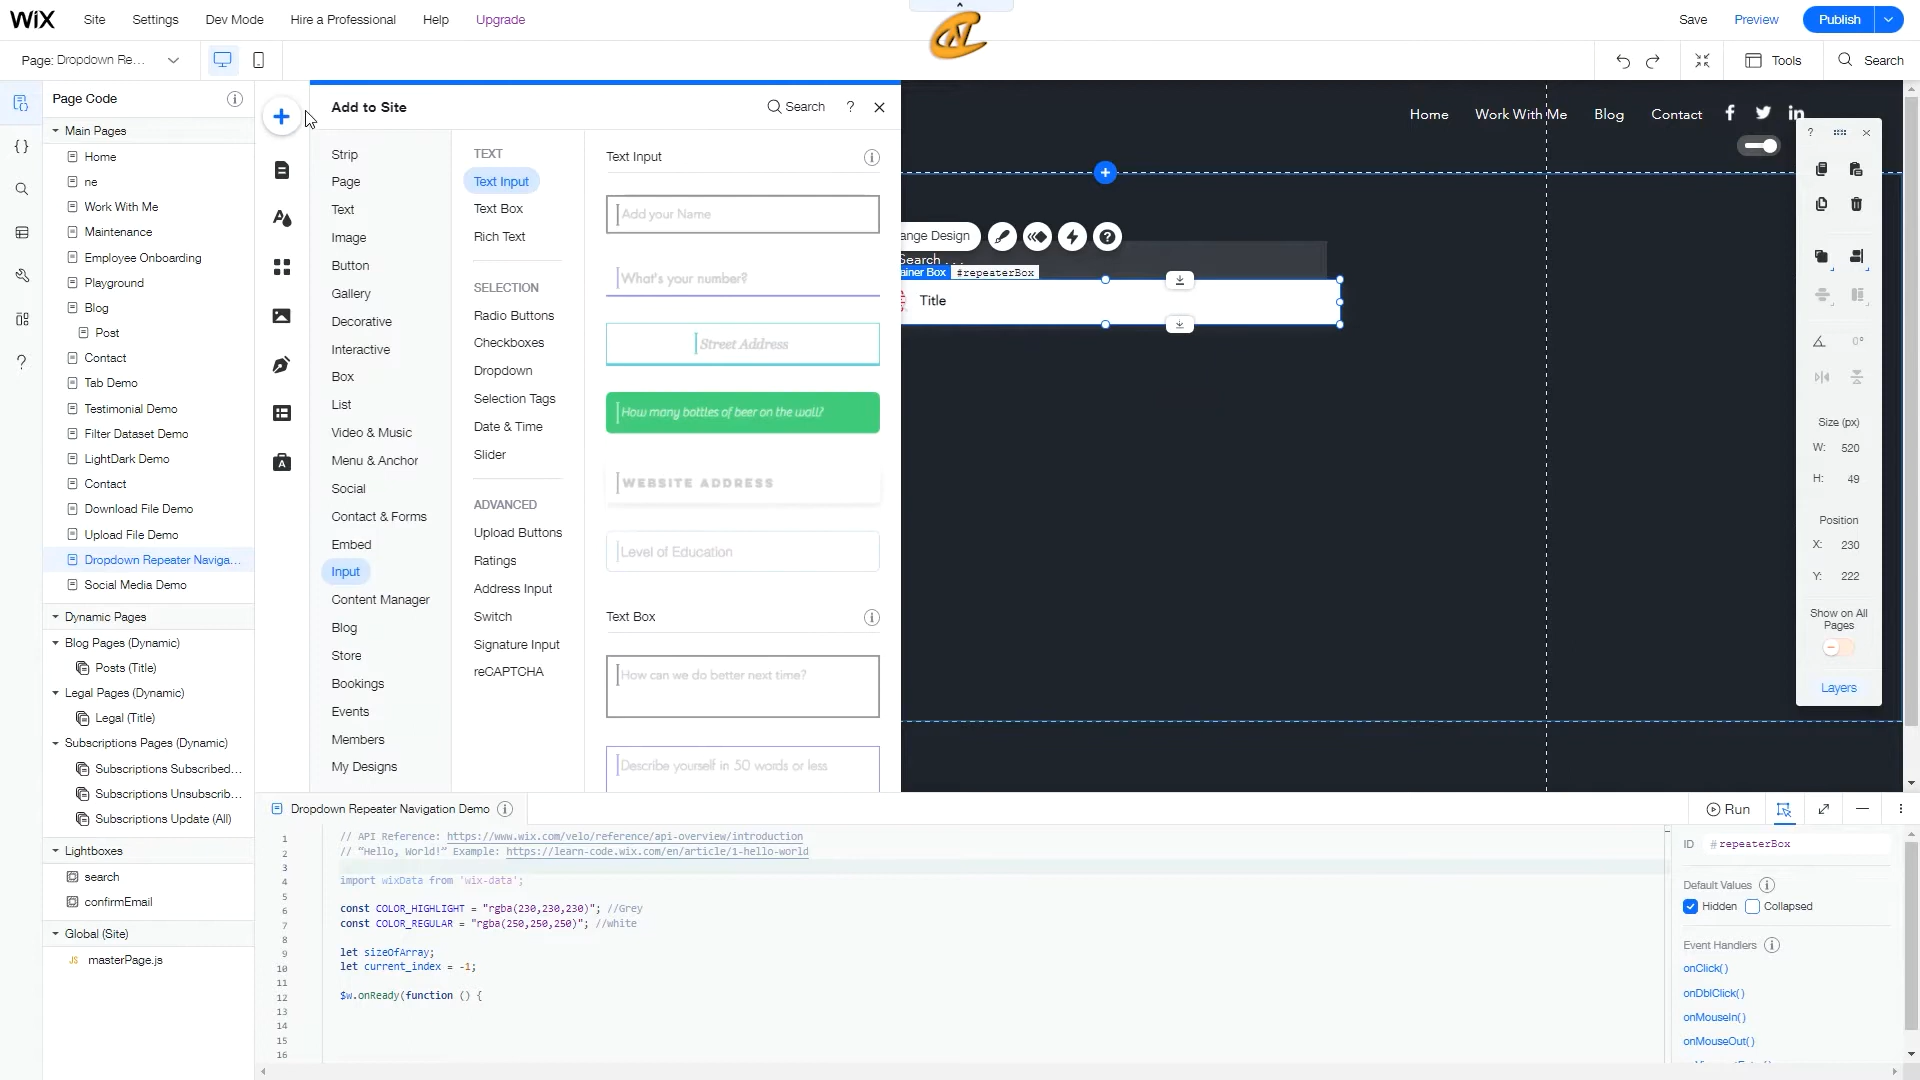 WiX
Site
Settings
Dev Mode
Hire a Professional
Help
Upgrade
Save
Preview
Publish
Page: Dropdown Re...
Tools
Search
Page Code
Main Pages
Home
ne
Work With Me
Maintenance
Employee Onboarding
Playground
Blog
Post
Contact
Tab Demo
Testimonial Demo
Filter Dataset Demo
LightDark Demo
Contact
Download File Demo
Upload File Demo
Dropdown Repeater Naviga...
Social Media Demo
Dynamic Pages
Blog Pages (Dynamic)
Posts (Title)
Legal Pages (Dynamic)
Legal (Title)
Subscriptions Pages (Dynamic)
Subscriptions Subscribed...
Subscriptions Unsubscrib...
Subscriptions Update (All)
Lightboxes
search
confirmEmail
Global (Site)
JS masterPage.js
Add to Site
Search
?
Strip
Page
Text
Image
Button
Gallery
Decorative
Interactive
Box
List
Video & Music
Menu & Anchor
Social
Contact & Forms
Embed
Input
Content Manager
Blog
Store
Bookings
Events
Members
My Designs
TEXT
Text Input
Text Box
Rich Text
SELECTION
Radio Buttons
Checkboxes
Dropdown
Selection Tags
Date & Time
Slider
ADVANCED
Upload Buttons
Ratings
Address Input
Switch
Signature Input
reCAPTCHA
Text Input
Add your Name
What's your number?
Street Address
How many bottles of beer on the wall?
WEBSITE ADDRESS
Level of Education
Text Box
How can we do better next time?
Describe yourself in 50 words or less
Home
Work With Me
Blog
Contact
ange Design
Search . . .
ainer Box
#repeaterBox
Title
?
0°
Size (px)
W: 520
H: 49
Position
X: 230
Y: 222
Show on All
Pages
Layers
Dropdown Repeater Navigation Demo
Run
1 // API Reference: https://www.wix.com/velo/reference/api-overview/introduction
2 // “Hello, World!” Example: https://learn-code.wix.com/en/article/1-hello-world
3
4 import wixData from 'wix-data';
5
6 const COLOR_HIGHLIGHT = "rgba(230,230,230)"; //Grey
7 const COLOR_REGULAR = "rgba(250,250,250)"; //white
8
9 let sizeOfArray;
10 let current_index = -1;
11
12 $w.onReady(function () {
13
14
15
16
ID # repeaterBox
Default Values
Hidden
Collapsed
Event Handlers
onClick()
onDblClick()
onMouseIn()
onMouseOut()